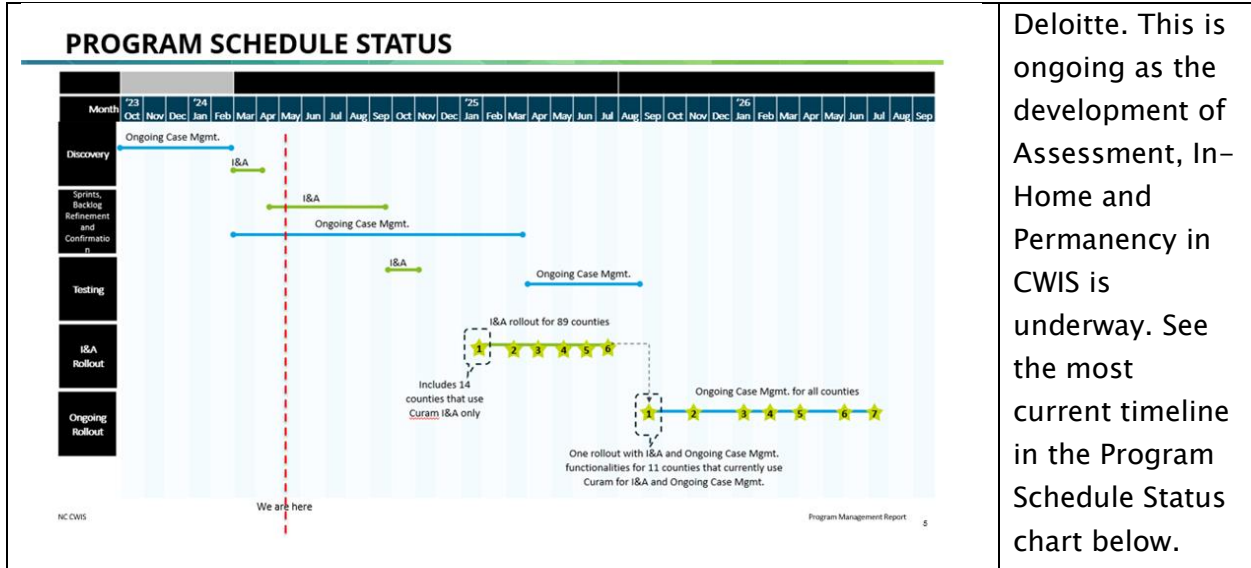 PROGRAM SCHEDULE STATUS
Month
'23 '24 '25 '26
Oct Nov Dec Jan Feb Mar Apr May Jun Jul Aug Sep Oct Nov Dec Jan Feb Mar Apr May Jun Jul Aug Sep Oct Nov Dec Jan Feb Mar Apr May Jun Jul Aug Sep
Discovery
Ongoing Case Mgmt.
I&A
Sprints,
Backlog
Refinement
and
Confirmatio
n
I&A
Ongoing Case Mgmt.
Testing
I&A
Ongoing Case Mgmt.
I&A
Rollout
I&A rollout for 89 counties
1 2 3 4 5 6
Includes 14
counties that use
Curam I&A only
Ongoing
Rollout
Ongoing Case Mgmt. for all counties
1 2 3 4 5 6 7
One rollout with I&A and Ongoing Case Mgmt.
functionalities for 11 counties that currently use
Curam for I&A and Ongoing Case Mgmt.
We are here
NC CWIS
Program Management Report 5
Deloitte. This is
ongoing as the
development of
Assessment, In-
Home and
Permanency in
CWIS is
underway. See
the most
current timeline
in the Program
Schedule Status
chart below.